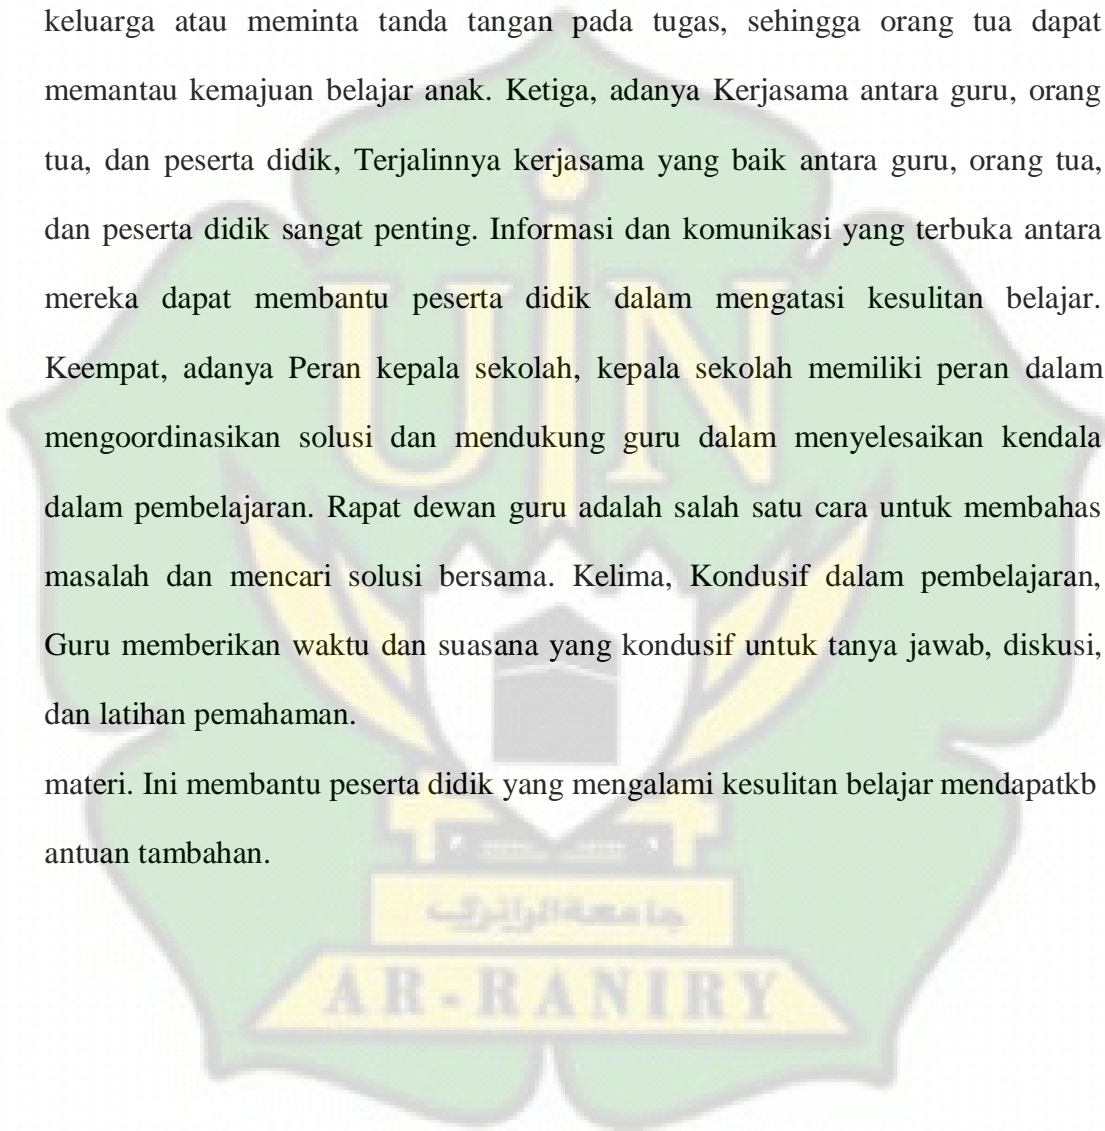 keluarga atau meminta tanda tangan pada tugas, sehingga orang tua dapat
memantau kemajuan belajar anak. Ketiga, adanya Kerjasama antara guru, orang
tua, dan peserta didik, Terjalinnya kerjasama yang baik antara guru, orang tua,
dan peserta didik sangat penting. Informasi dan komunikasi yang terbuka antara
mereka dapat membantu peserta didik dalam mengatasi kesulitan belajar.
Keempat, adanya Peran kepala sekolah, kepala sekolah memiliki peran dalam
mengoordinasikan solusi dan mendukung guru dalam menyelesaikan kendala
dalam pembelajaran. Rapat dewan guru adalah salah satu cara untuk membahas
masalah dan mencari solusi bersama. Kelima, Kondusif dalam pembelajaran,
Guru memberikan waktu dan suasana yang kondusif untuk tanya jawab, diskusi,
dan latihan pemahaman.
materi. Ini membantu peserta didik yang mengalami kesulitan belajar mendapatkb
antuan tambahan.
UIN
جامعة الرانري
AR-RANIRY